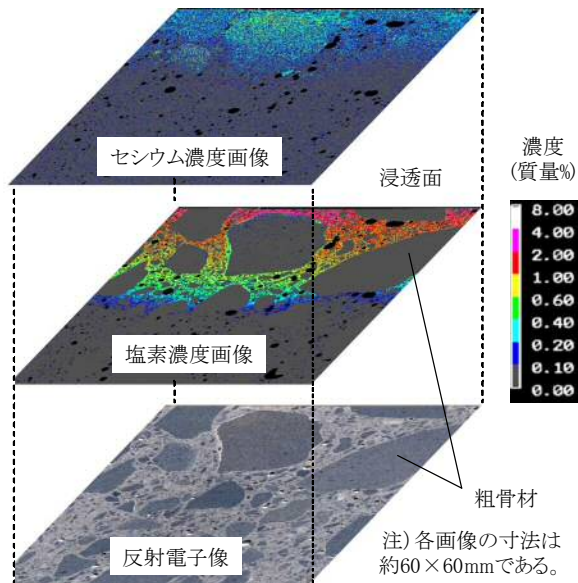 セシウム濃度画像
浸透面
濃度
(質量%)
8.00
4.00
2.00
1.00
0.60
0.40
0.20
0.10
0.00
塩素濃度画像
粗骨材
反射電子像
注) 各画像の寸法は
約60×60mmである。